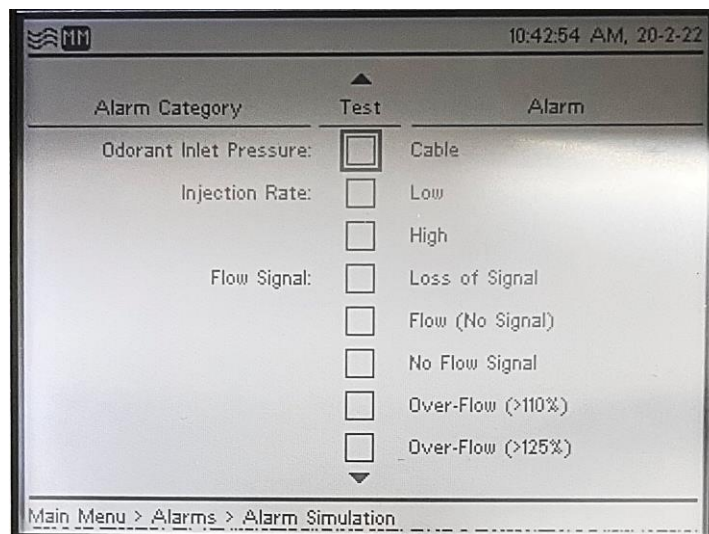 MM 10:42:54 AM, 20-2-22
Alarm Category Test Alarm
Odorant Inlet Pressure: Cable
Injection Rate: Low
High
Flow Signal: Loss of Signal
Flow (No Signal)
No Flow Signal
Over-Flow (>110%)
Over-Flow (>125%)
Main Menu > Alarms > Alarm Simulation